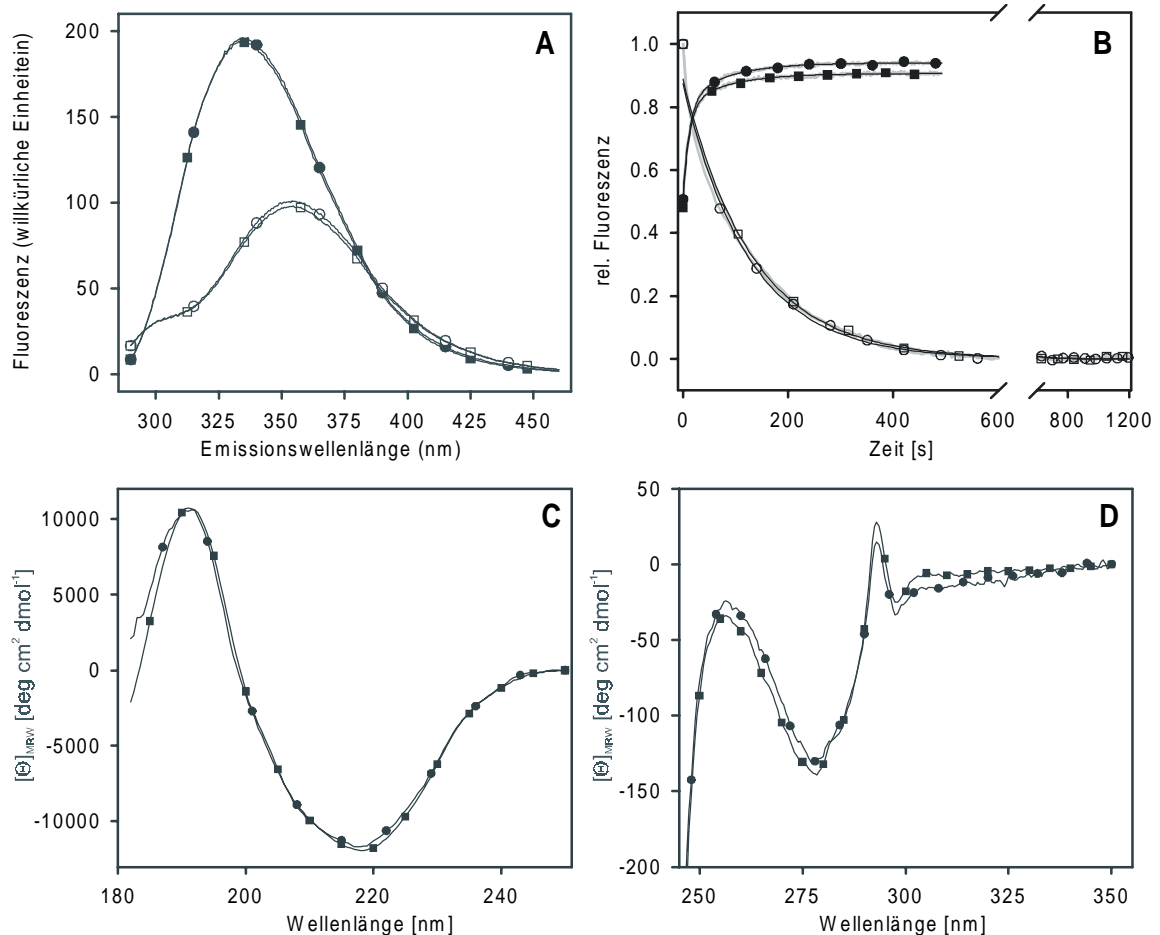 A
Fluoreszenz (willkürliche Einheitein)
200
150
100
50
0
300 325 350 375 400 425 450
Emissionswellenlänge (nm)
B
rel. Fluoreszenz
1.0
0.8
0.6
0.4
0.2
0.0
0 200 400 600 800 1200
Zeit [s]
C
[Θ]MRW [deg cm² dmol⁻¹]
10000
5000
0
-5000
-10000
180 200 220 240
Wellenlänge [nm]
D
[Θ]MRW [deg cm² dmol⁻¹]
50
0
-50
-100
-150
-200
250 275 300 325 350
Wellenlänge [nm]